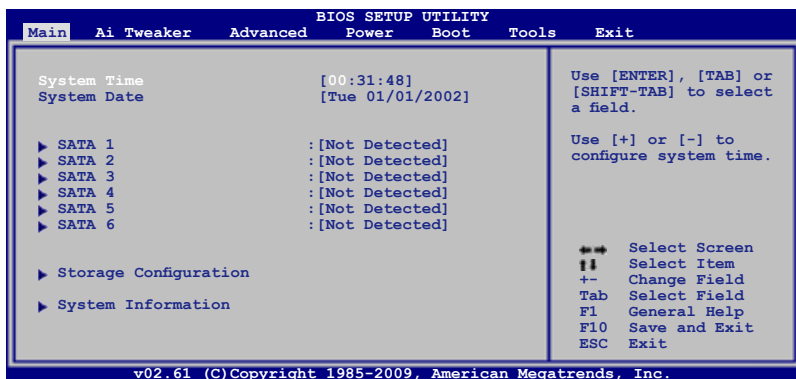 BIOS SETUP UTILITY
Main Ai Tweaker Advanced Power Boot Tools Exit
System Time [00:31:48]
System Date [Tue 01/01/2002]
SATA 1 :[Not Detected]
SATA 2 :[Not Detected]
SATA 3 :[Not Detected]
SATA 4 :[Not Detected]
SATA 5 :[Not Detected]
SATA 6 :[Not Detected]
Storage Configuration
System Information
Use [ENTER], [TAB] or
[SHIFT-TAB] to select
a field.
Use [+] or [-] to
configure system time.
←→ Select Screen
↑↓ Select Item
+- Change Field
Tab Select Field
F1 General Help
F10 Save and Exit
ESC Exit
v02.61 (C)Copyright 1985-2009, American Megatrends, Inc.